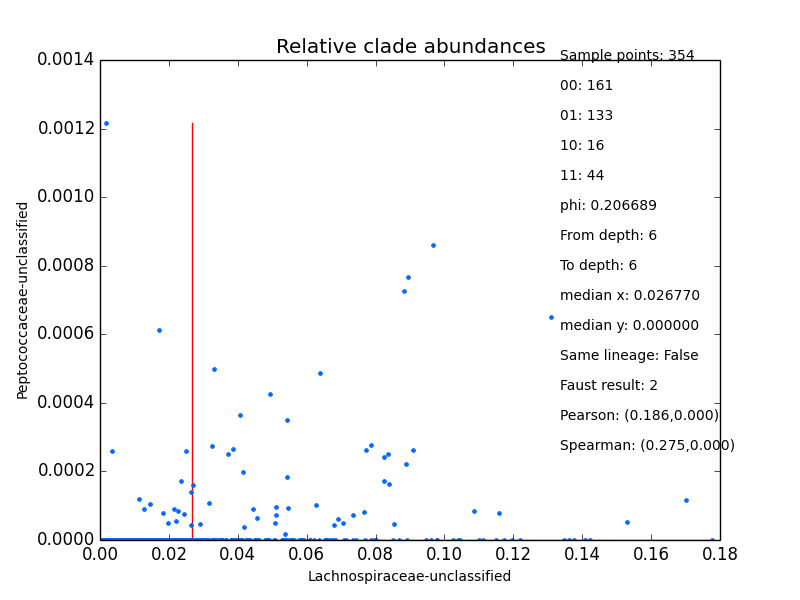 Relative clade abundances
Sample points: 354
00: 161
01: 133
10: 16
11: 44
phi: 0.206689
From depth: 6
To depth: 6
median x: 0.026770
median y: 0.000000
Same lineage: False
Faust result: 2
Pearson: (0.186,0.000)
Spearman: (0.275,0.000)
0.0014
0.0012
0.0010
0.0008
0.0006
0.0004
0.0002
0.0000
Peptococcaceae-unclassified
0.00 0.02 0.04 0.06 0.08 0.10 0.12 0.14 0.16 0.18
Lachnospiraceae-unclassified